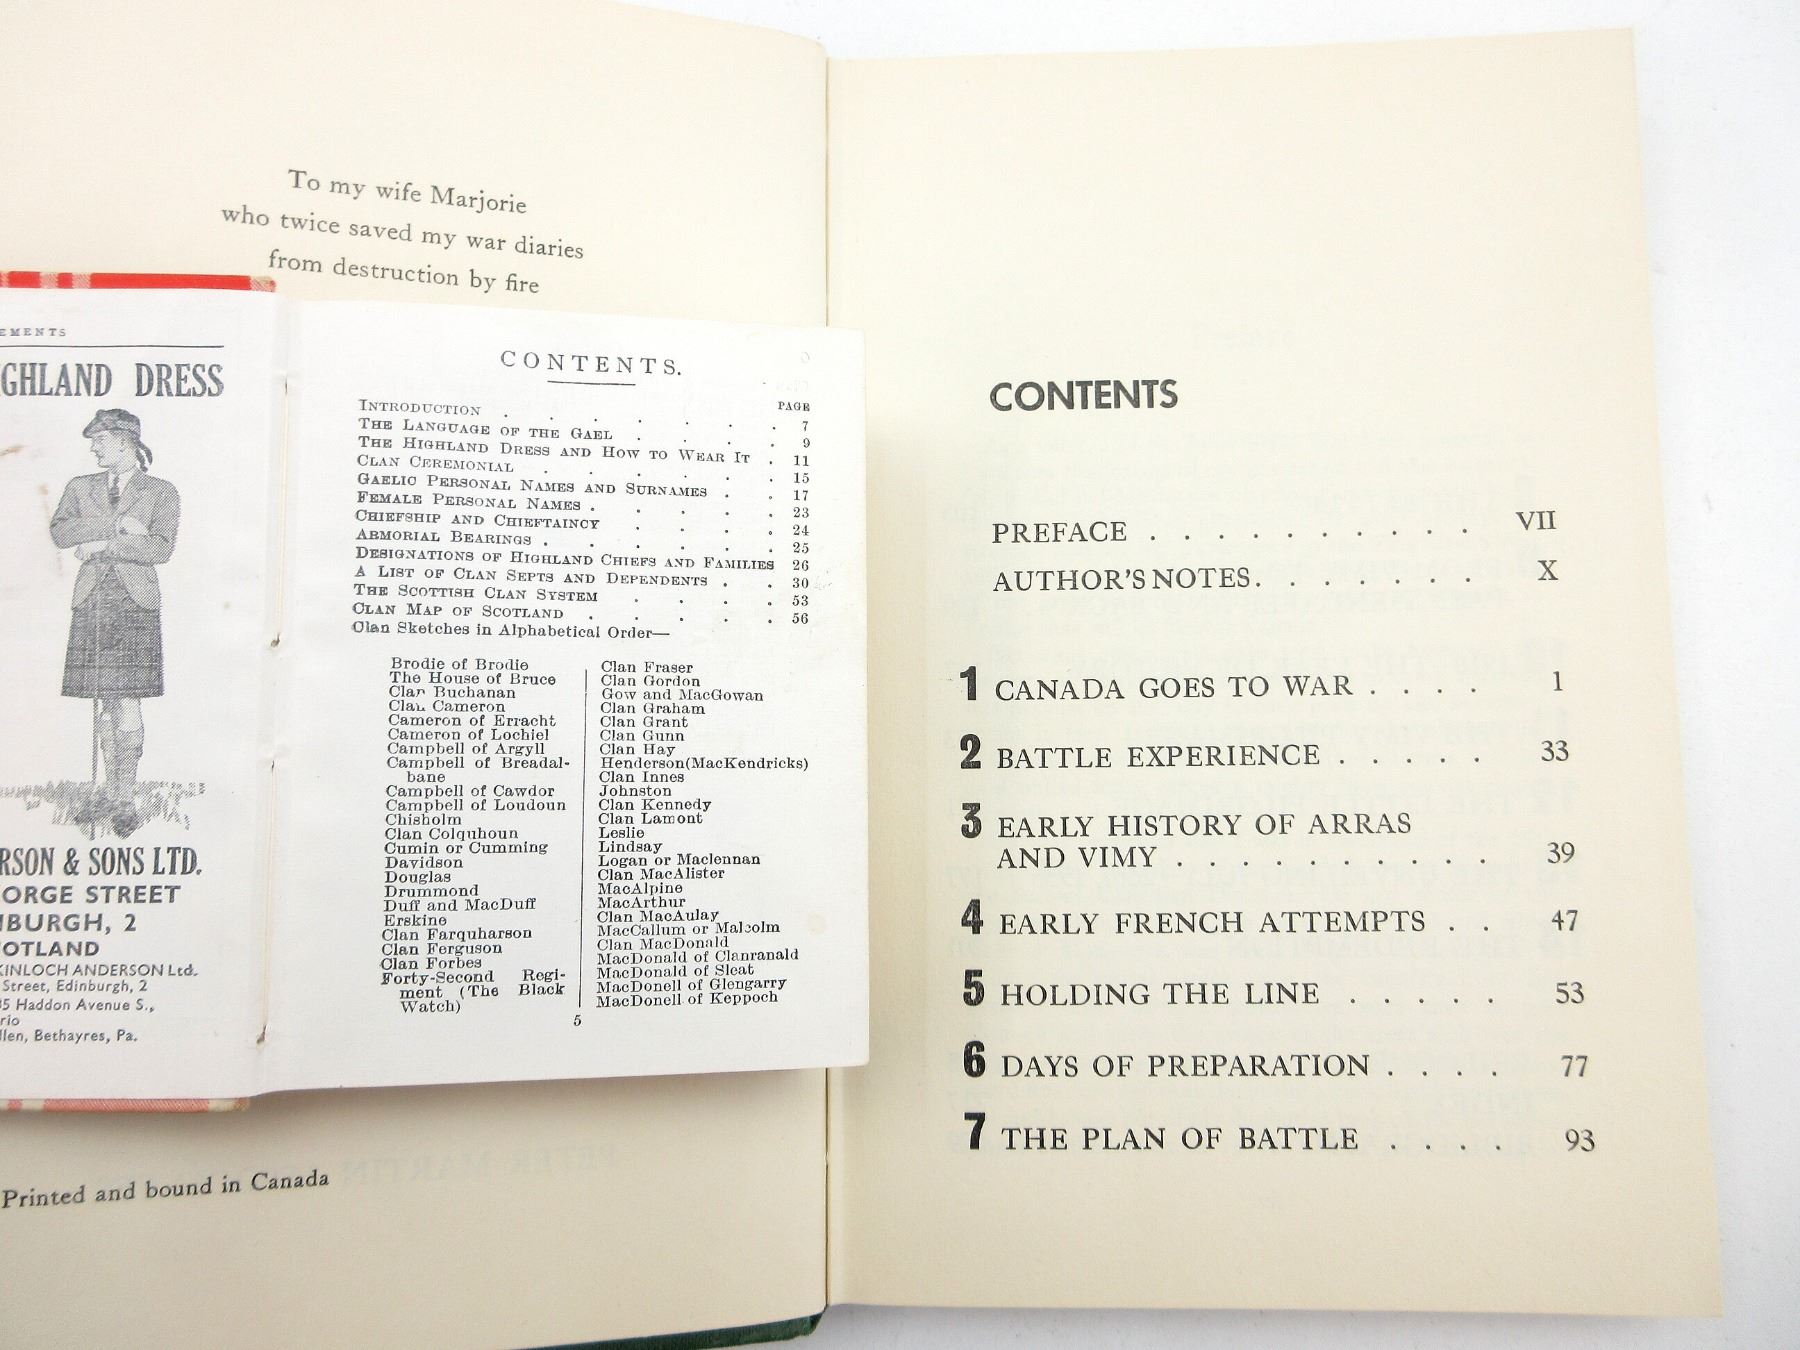 To my wife Marjorie
who twice saved my war diaries
from destruction by fire
EMENTS
GHLAND DRESS
RSON & SONS LTD.
ORGE STREET
NBURGH, 2
OTLAND
KINLOCH ANDERSON Ltd.
Street, Edinburgh, 2
35 Haddon Avenue S.,
rio
llen, Bethayres, Pa.
CONTENTS.
PAGE
INTRODUCTION . . . . . . 7
THE LANGUAGE OF THE GAEL . . . . 9
THE HIGHLAND DRESS AND HOW TO WEAR IT . 11
CLAN CEREMONIAL . . . . . 15
GAELIC PERSONAL NAMES AND SURNAMES . . 17
FEMALE PERSONAL NAMES . . . . . 23
CHIEFSHIP AND CHIEFTAINCY . . . . 24
ARMORIAL BEARINGS . . . . . 25
DESIGNATIONS OF HIGHLAND CHIEFS AND FAMILIES 26
A LIST OF CLAN SEPTS AND DEPENDENTS . . 30
THE SCOTTISH CLAN SYSTEM . . . . 53
CLAN MAP OF SCOTLAND . . . . . 56
Clan Sketches in Alphabetical Order—
Brodie of Brodie
The House of Bruce
Clan Buchanan
Clan Cameron
Cameron of Erracht
Cameron of Lochiel
Campbell of Argyll
Campbell of Breadal-
bane
Campbell of Cawdor
Campbell of Loudoun
Chisholm
Clan Colquhoun
Cumin or Cumming
Davidson
Douglas
Drummond
Duff and MacDuff
Erskine
Clan Farquharson
Clan Ferguson
Clan Forbes
Forty-Second Regi-
ment (The Black
Watch)
Clan Fraser
Clan Gordon
Gow and MacGowan
Clan Graham
Clan Grant
Clan Gunn
Clan Hay
Henderson(MacKendricks)
Clan Innes
Johnston
Clan Kennedy
Clan Lamont
Leslie
Lindsay
Logan or Maclennan
Clan MacAlister
MacAlpine
MacArthur
Clan MacAulay
MacCallum or Malcolm
Clan MacDonald
MacDonald of Clanranald
MacDonald of Sleat
MacDonell of Glengarry
MacDonell of Keppoch
5
Printed and bound in Canada
CONTENTS
PREFACE . . . . . . . . . . VII
AUTHOR'S NOTES. . . . . . . X
1 CANADA GOES TO WAR . . . . 1
2 BATTLE EXPERIENCE . . . . . 33
3 EARLY HISTORY OF ARRAS
AND VIMY . . . . . . . . . . 39
4 EARLY FRENCH ATTEMPTS . . 47
5 HOLDING THE LINE . . . . . 53
6 DAYS OF PREPARATION . . . . 77
7 THE PLAN OF BATTLE . . . . 93